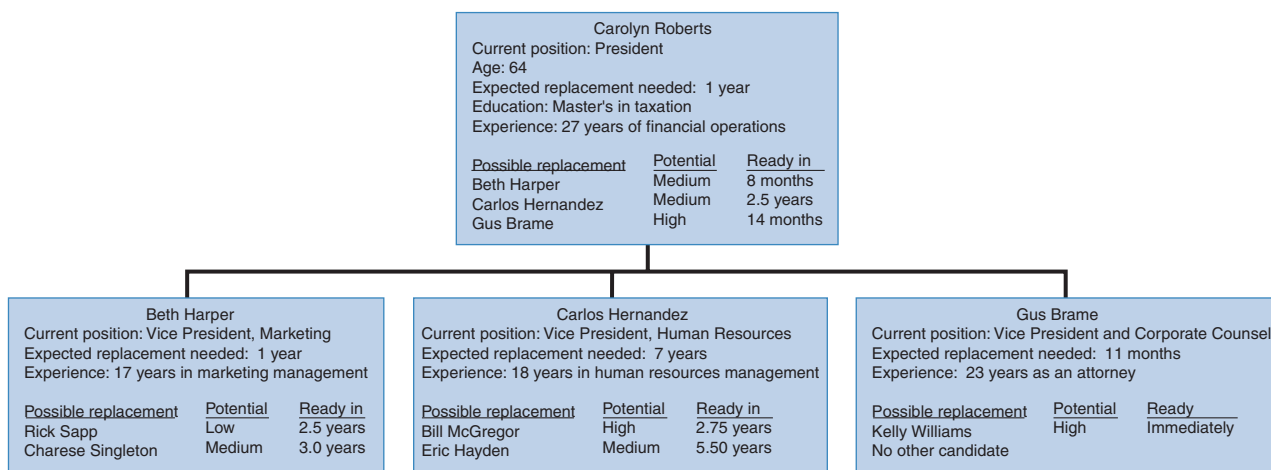 Carolyn Roberts
Current position: President
Age: 64
Expected replacement needed: 1 year
Education: Master's in taxation
Experience: 27 years of financial operations
Possible replacement Potential Ready in
Beth Harper Medium 8 months
Carlos Hernandez Medium 2.5 years
Gus Brame High 14 months
Beth Harper
Current position: Vice President, Marketing
Expected replacement needed: 1 year
Experience: 17 years in marketing management
Possible replacement Potential Ready in
Rick Sapp Low 2.5 years
Charese Singleton Medium 3.0 years
Carlos Hernandez
Current position: Vice President, Human Resources
Expected replacement needed: 7 years
Experience: 18 years in human resources management
Possible replacement Potential Ready in
Bill McGregor High 2.75 years
Eric Hayden Medium 5.50 years
Gus Brame
Current position: Vice President and Corporate Counsel
Expected replacement needed: 11 months
Experience: 23 years as an attorney
Possible replacement Potential Ready
Kelly Williams High Immediately
No other candidate